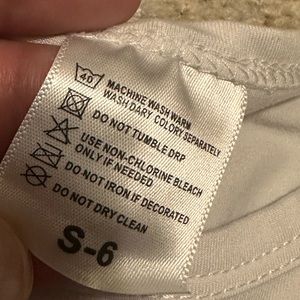 40
MACHINE WASH WARM
WASH DARY COLORY SEPARATELY
DO NOT TUMBLE DRP
USE NON-CHLORINE BLEACH
ONLY IF NEEDED
DO NOT IRON IF DECORATED
DO NOT DRY CLEAN
S-6